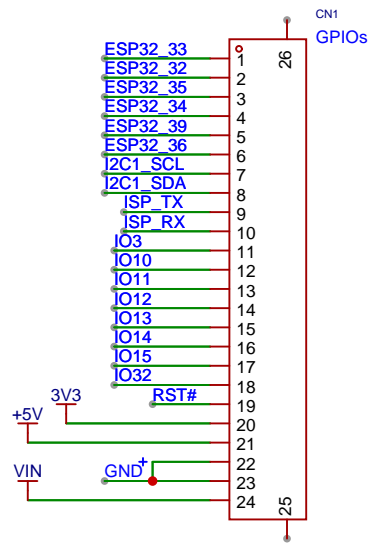 CN1
GPIOs
26
ESP32_33 1
ESP32_32 2
ESP32_35 3
ESP32_34 4
ESP32_39 5
ESP32_36 6
I2C1_SCL 7
I2C1_SDA 8
ISP_TX 9
ISP_RX 10
IO3 11
IO10 12
IO11 13
IO12 14
IO13 15
IO14 16
IO15 17
IO32 18
RST# 19
3V3 20
+5V 21
22
GND 23
VIN 24
25